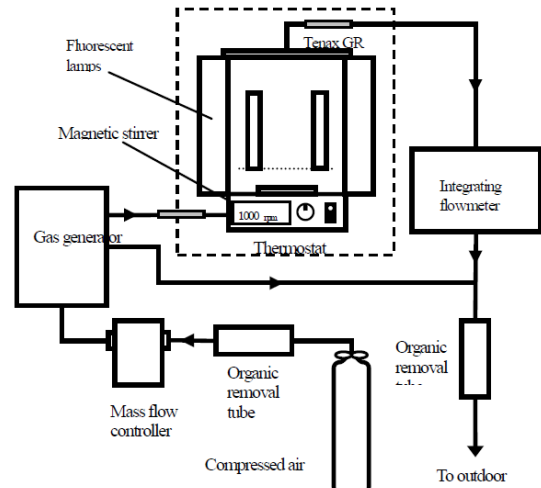 Tenax GR
Fluorescent
lamps
Magnetic stirrer
1000 rpm
Thermostat
Integrating
flowmeter
Gas generator
Mass flow
controller
Organic
removal
tube
Compressed air
Organic
removal
To outdoor